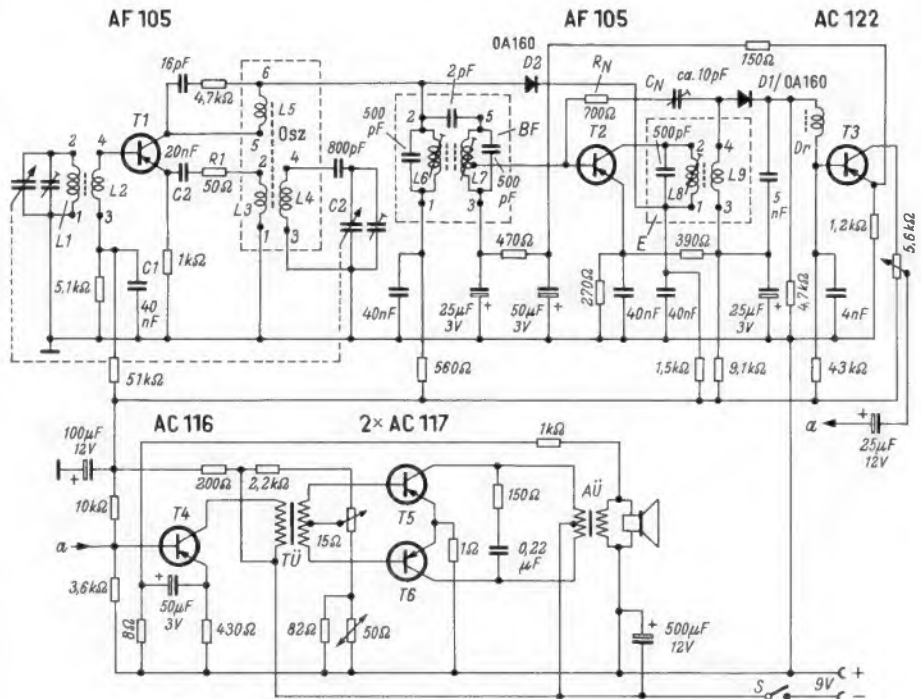 AF 105
AF 105
AC 122
0A160
150Ω
16pF
6
2pF
D2
R_N
C_N
ca. 10pF
D1/0A160
4,7kΩ
L5
500 pF
2
5
BF
700Ω
T1
5
Osz
T2
500pF
4
Dr
T3
2
4
20nF
R1
2
4
800pF
L6
L7
500 pF
L8
L9
5 nF
L2
C2
50Ω
L3
L4
C2
1
3
1
3
5,6kΩ
L1
1
3
1
3
E
390Ω
1,2kΩ
470Ω
5,1kΩ
C1
1kΩ
40 nF
40nF
25µF 3V
+
50µF 3V
+
270Ω
40nF
40nF
25µF 3V
+
4,7kΩ
4nF
51kΩ
560Ω
1,5kΩ
9,1kΩ
43kΩ
AC 116
2× AC 117
a
+
25µF 12V
100µF 12V
+
1kΩ
200Ω
2,2kΩ
10kΩ
T4
T5
150Ω
AÜ
a
TÜ
15Ω
1Ω
0,22 µF
T6
3,6kΩ
+
50µF 3V
8Ω
430Ω
82Ω
50Ω
+
500µF 12V
+
9V
S
−